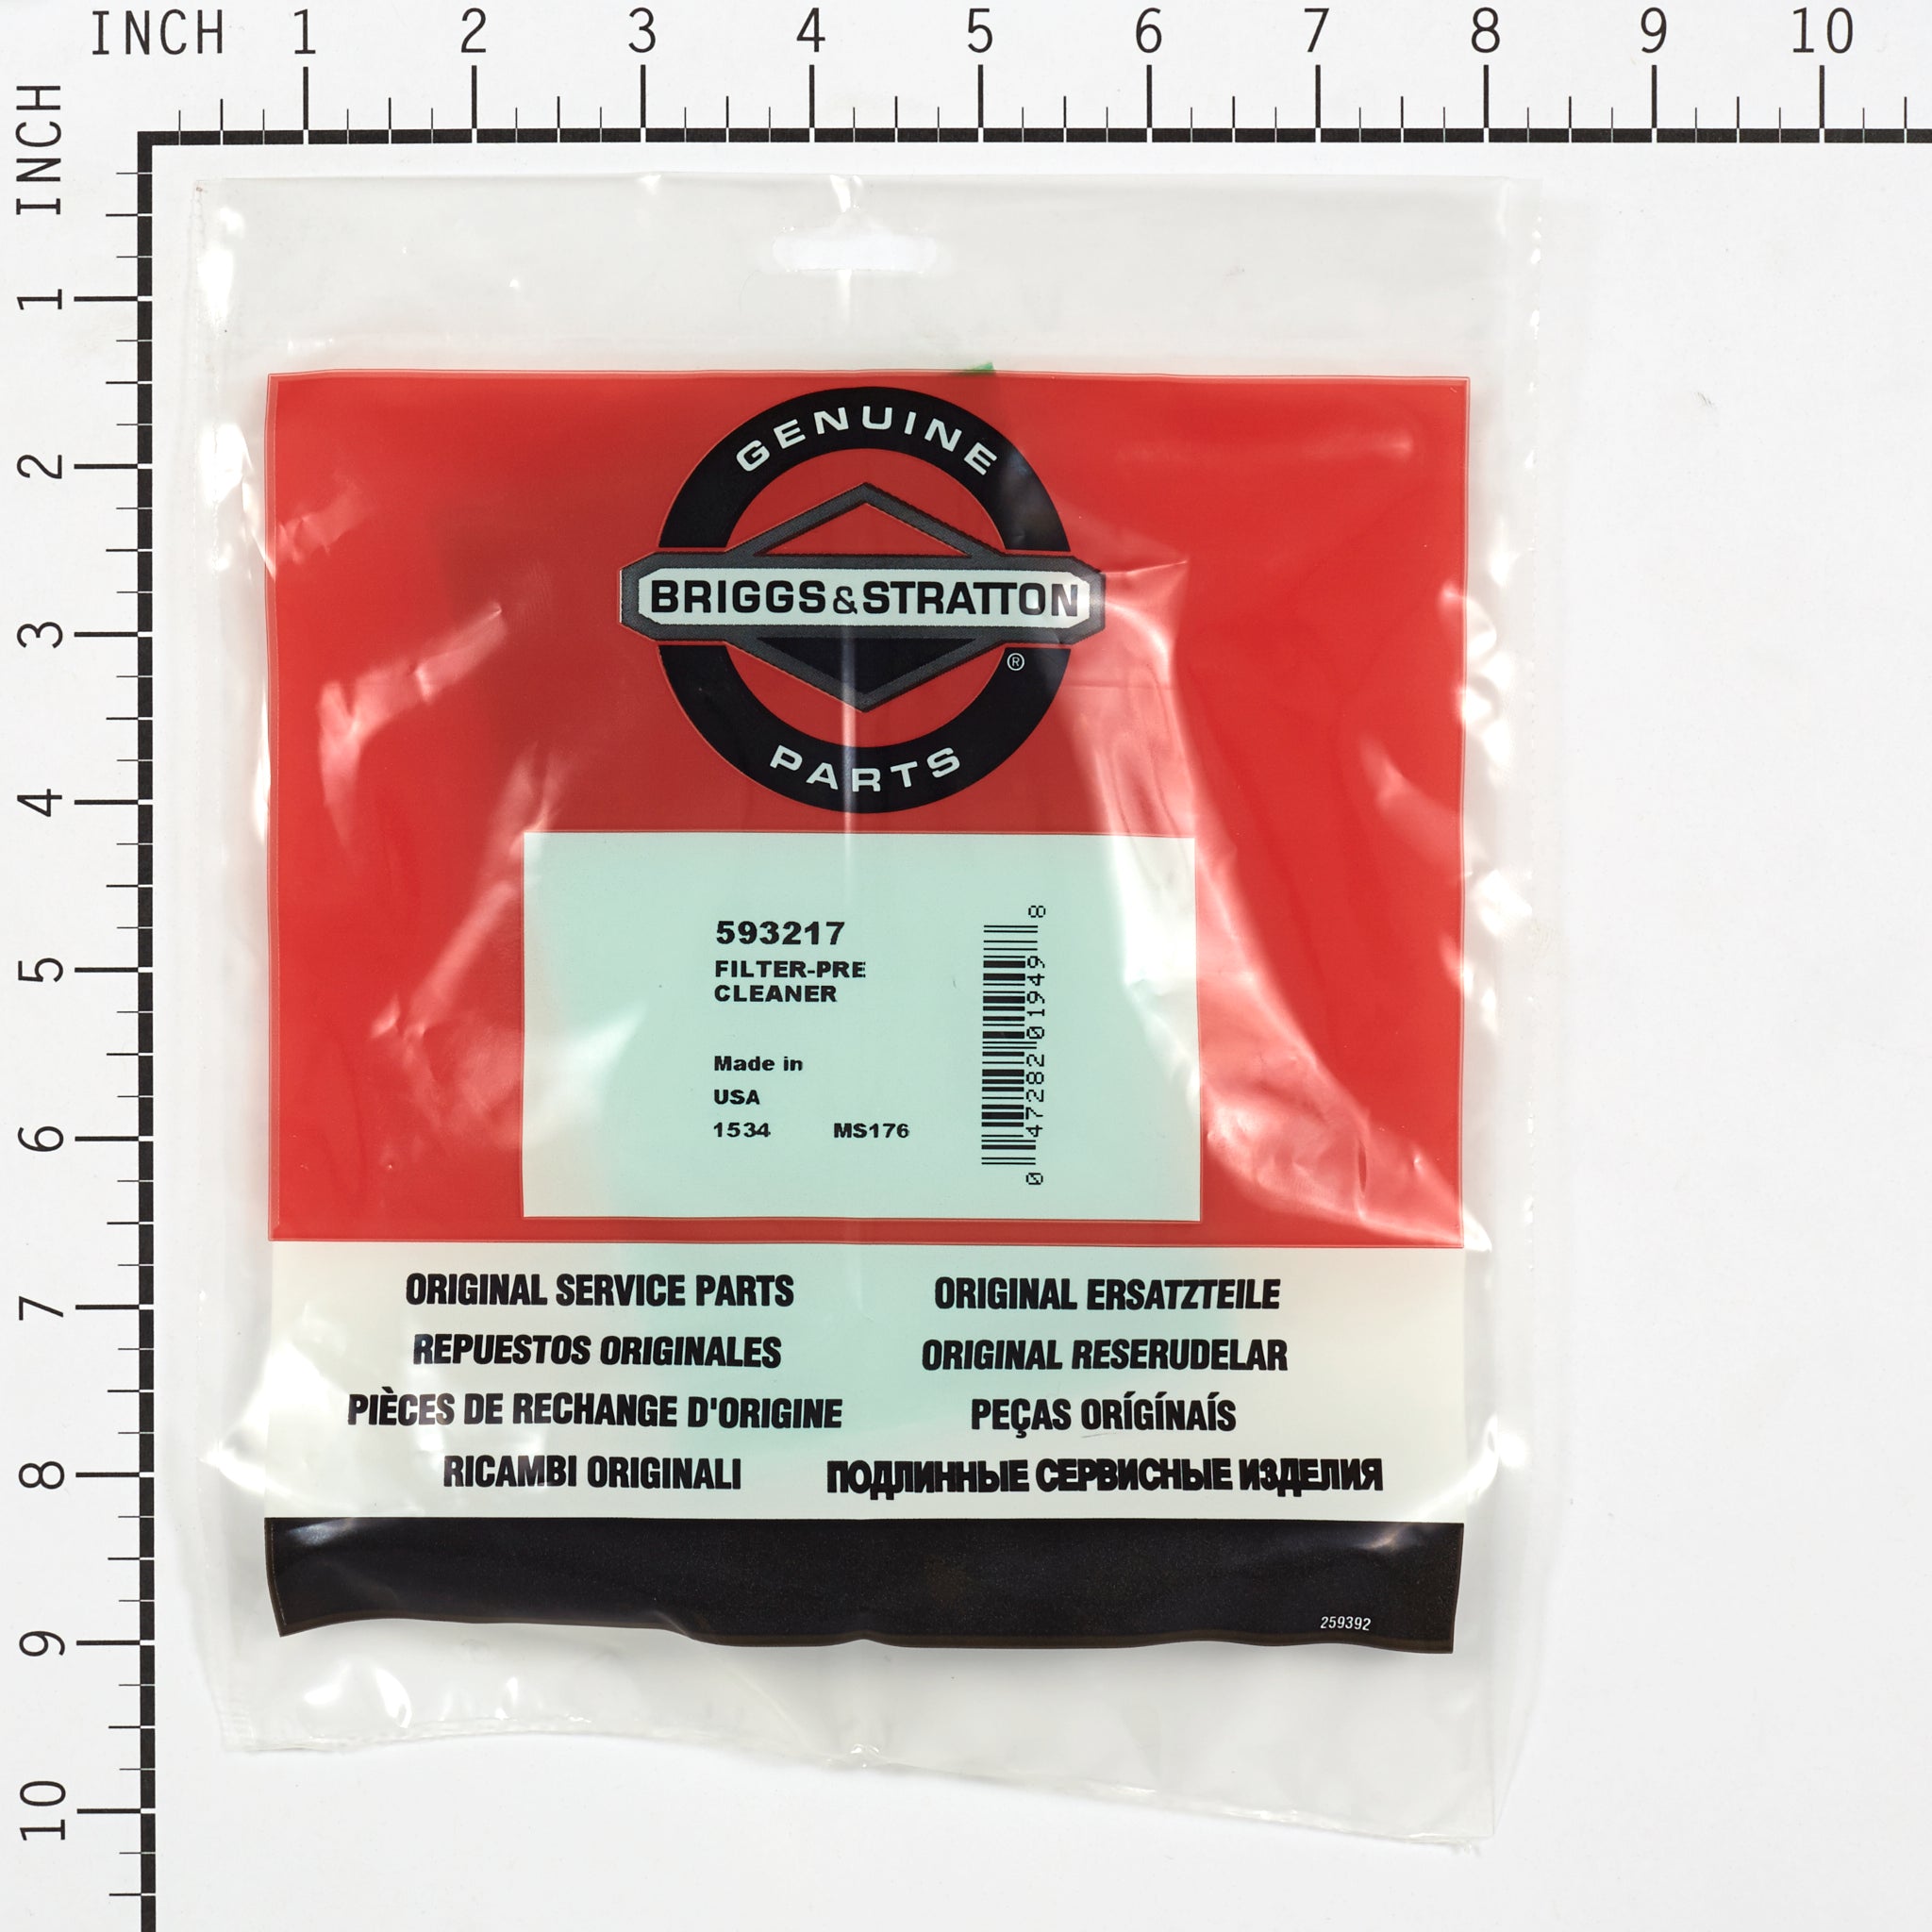 INCH 1 2 3 4 5 6 7 8 9 10
INCH 1 2 3 4 5 6 7 8 9 10
GENUINE
BRIGGS & STRATTON
®
PARTS
593217
FILTER-PRE
CLEANER
Made in
USA
1534 MS176
0 47282 01949 8
ORIGINAL SERVICE PARTS ORIGINAL ERSATZTEILE
REPUESTOS ORIGINALES ORIGINAL RESERUDELAR
PIÈCES DE RECHANGE D'ORIGINE PEÇAS ORÍGÍNAÍS
RICAMBI ORIGINALI ПОДЛИННЫЕ СЕРВИСНЫЕ ИЗДЕЛИЯ
259392